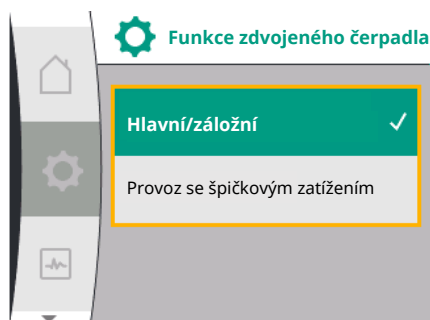 Funkce zdvojeného čerpadla
Hlavní/záložní
Provoz se špičkovým zatížením